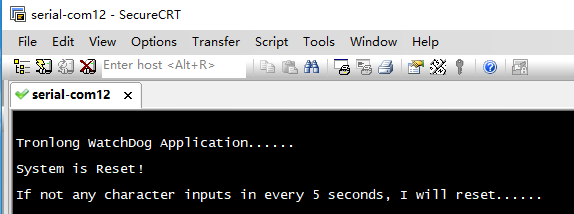 serial-com12 - SecureCRT
File Edit View Options Transfer Script Tools Window Help
Enter host <Alt+R>
serial-com12
Tronlong WatchDog Application......
System is Reset!
If not any character inputs in every 5 seconds, I will reset......